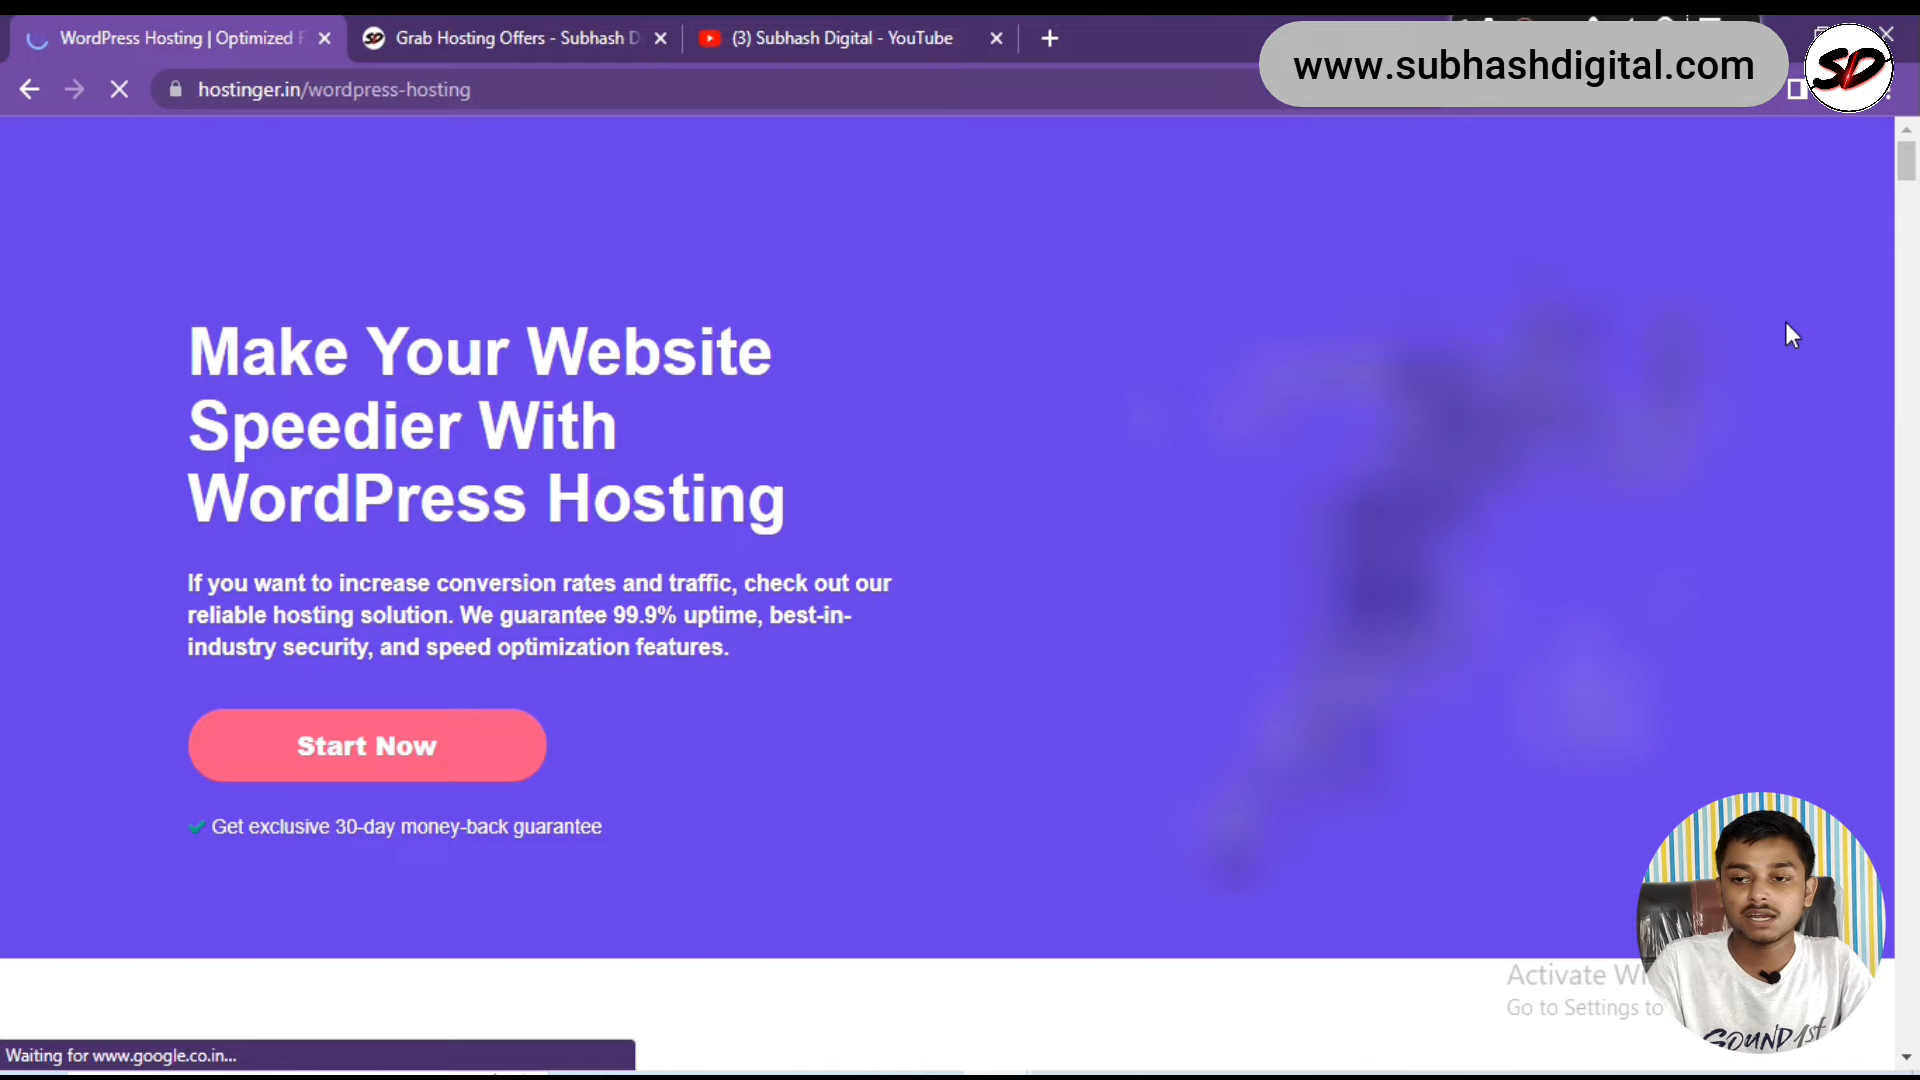 WordPress Hosting | Optimized F
Grab Hosting Offers - Subhash D
(3) Subhash Digital - YouTube
www.subhashdigital.com
SD
hostinger.in/wordpress-hosting
Make Your Website
Speedier With
WordPress Hosting
If you want to increase conversion rates and traffic, check out our
reliable hosting solution. We guarantee 99.9% uptime, best-in-
industry security, and speed optimization features.
Start Now
Get exclusive 30-day money-back guarantee
Activate Wi
Go to Settings to
SOUND1st
Waiting for www.google.co.in...